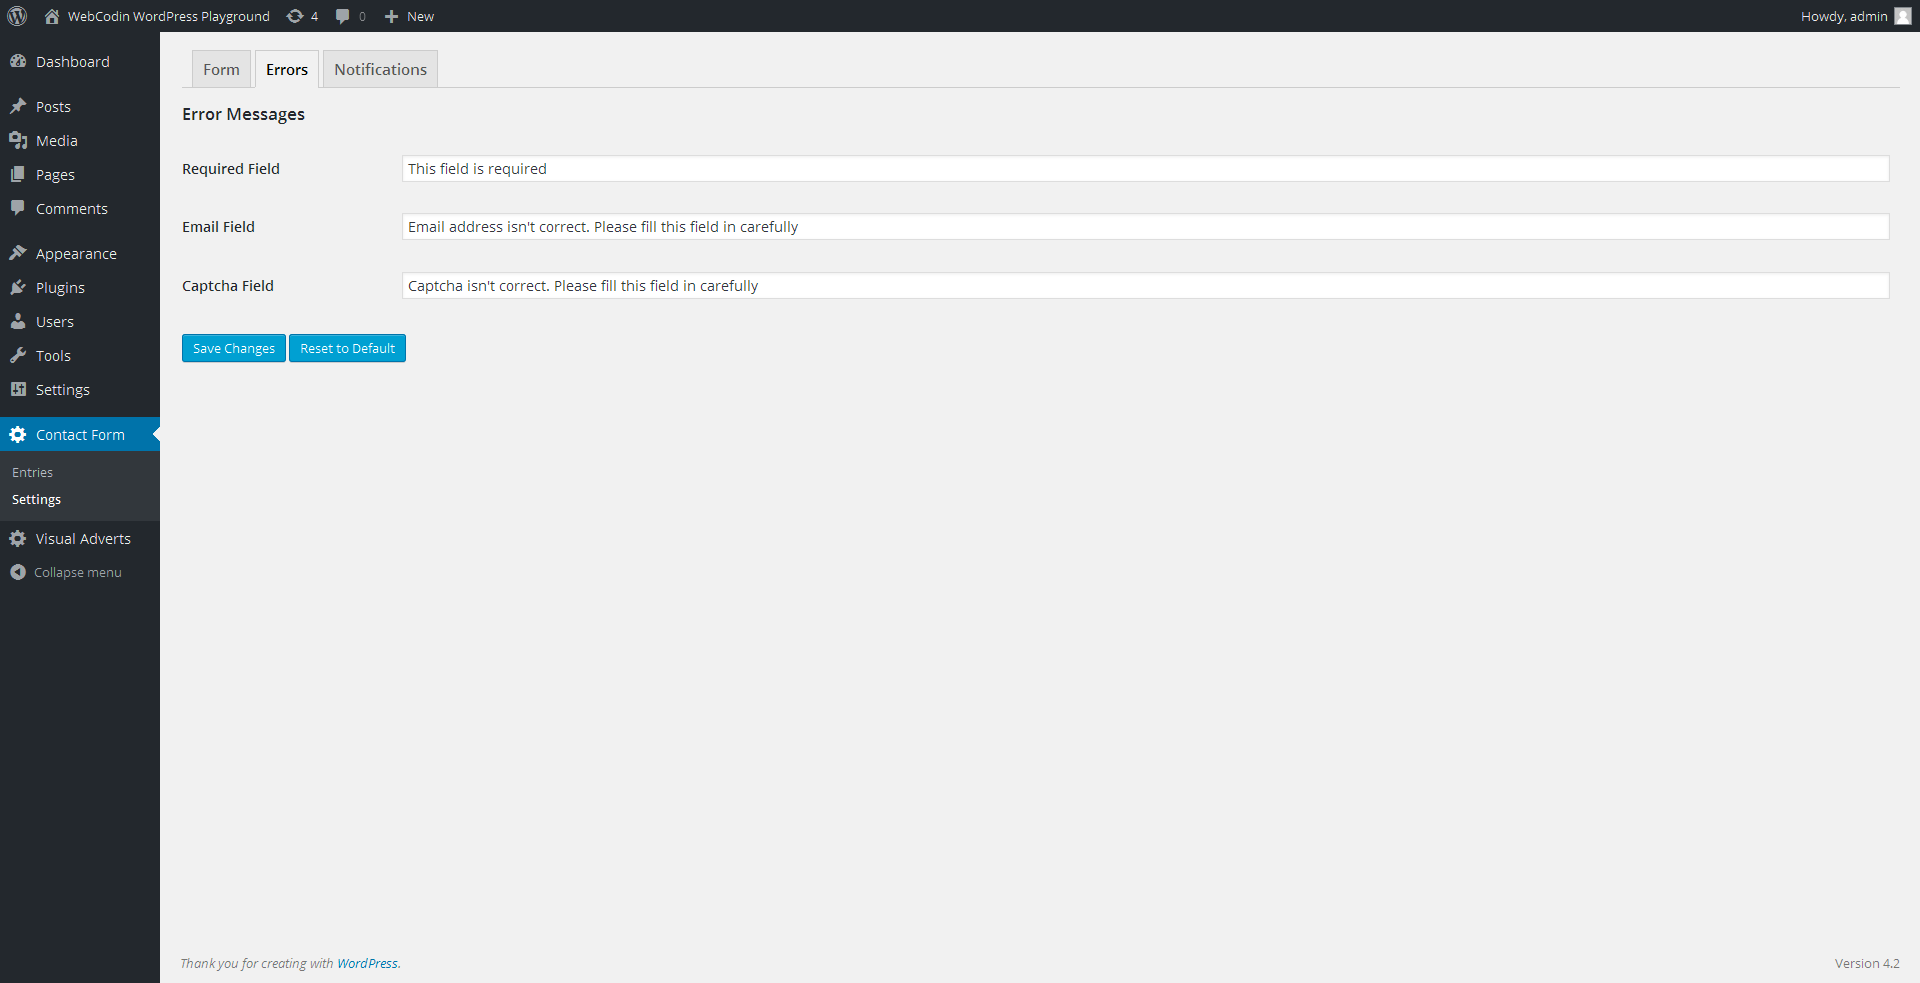 WebCodin WordPress Playground 4 0 New Howdy, admin
Dashboard
Posts
Media
Pages
Comments
Appearance
Plugins
Users
Tools
Settings
Contact Form
Entries
Settings
Visual Adverts
Collapse menu
Form Errors Notifications
Error Messages
Required Field This field is required
Email Field Email address isn't correct. Please fill this field in carefully
Captcha Field Captcha isn't correct. Please fill this field in carefully
Save Changes Reset to Default
Thank you for creating with WordPress. Version 4.2